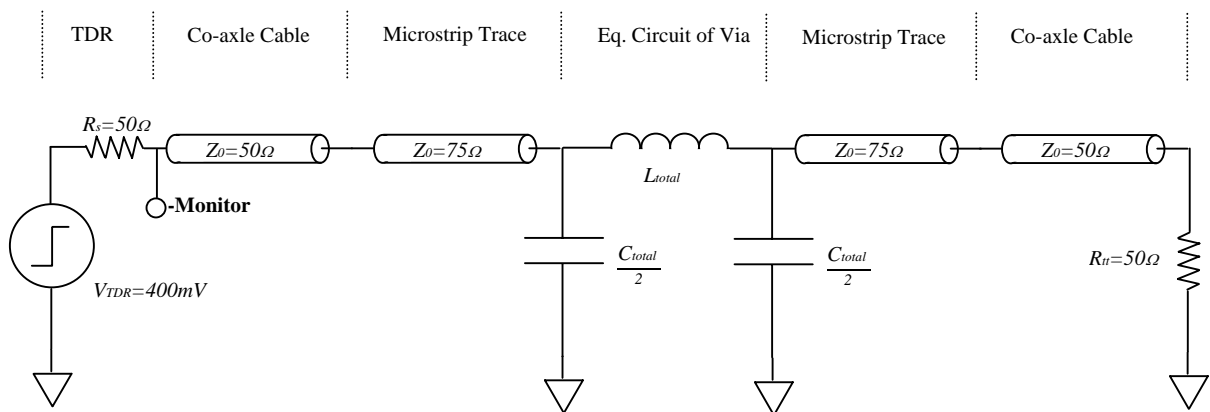 TDR
Co-axle Cable
Microstrip Trace
Eq. Circuit of Via
Microstrip Trace
Co-axle Cable
Rs=50Ω
Z0=50Ω
Z0=75Ω
Ltotal
Z0=75Ω
Z0=50Ω
-Monitor
VTDR=400mV
Ctotal
2
Ctotal
2
Rtt=50Ω